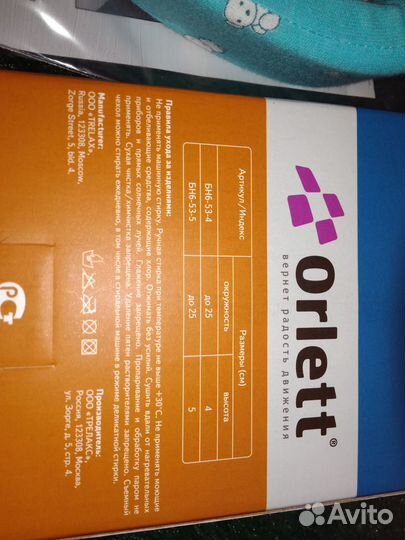 Orlett®
вернет радость движения
Артикул/Индекс
Размеры (см)
окружность
высота
БН6-53-4
до 25
4
БН6-53-5
до 25
5
Правила ухода за изделиями:
Не применять машинную стирку. Ручная стирка при температуре не выше +30°С. Не применять моющие
и отбеливающие средства, содержащие хлор. Отжимать без усилий. Сушить вдали от нагревательных
приборов и прямых солнечных лучей. Глажение запрещено. Пропаривание и обработку паром не
применять. Сухая чистка/химчистка запрещена. Удаление пятен растворителями запрещено. Съемный
чехол можно стирать ежедневно, в том числе в стиральной машине в режиме деликатной стирки.
Manufacturer:
ООО «TRELAX»,
Russia, 123308, Moscow,
Zorge Street, 5, bld. 4.
Производитель:
ООО «ТРЕЛАКС»,
Россия, 123308, Москва,
ул. Зорге, д. 5, стр. 4.
Avito